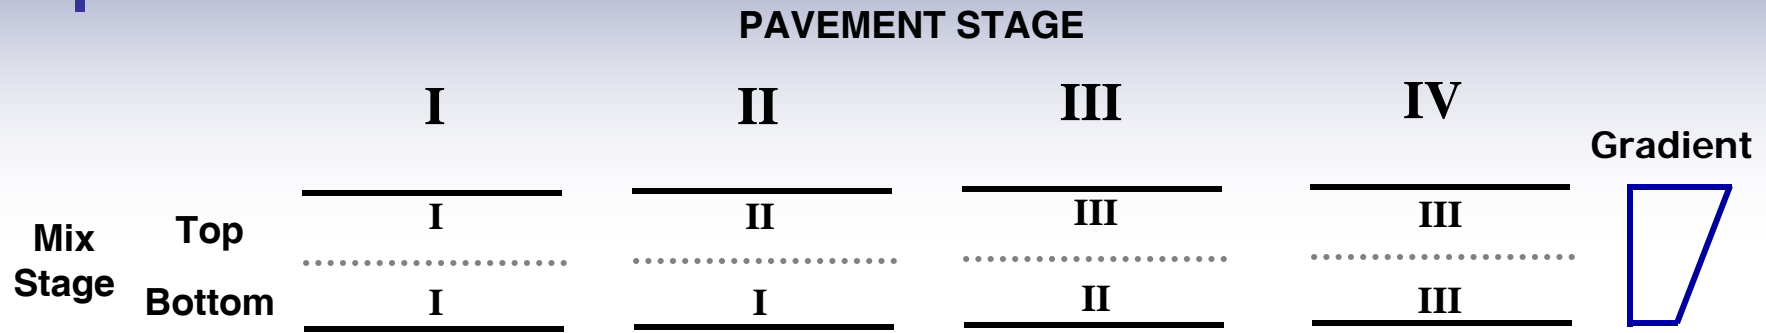 PAVEMENT STAGE
I II III IV
Gradient
Mix Stage
Top I II III III
Bottom I I II III